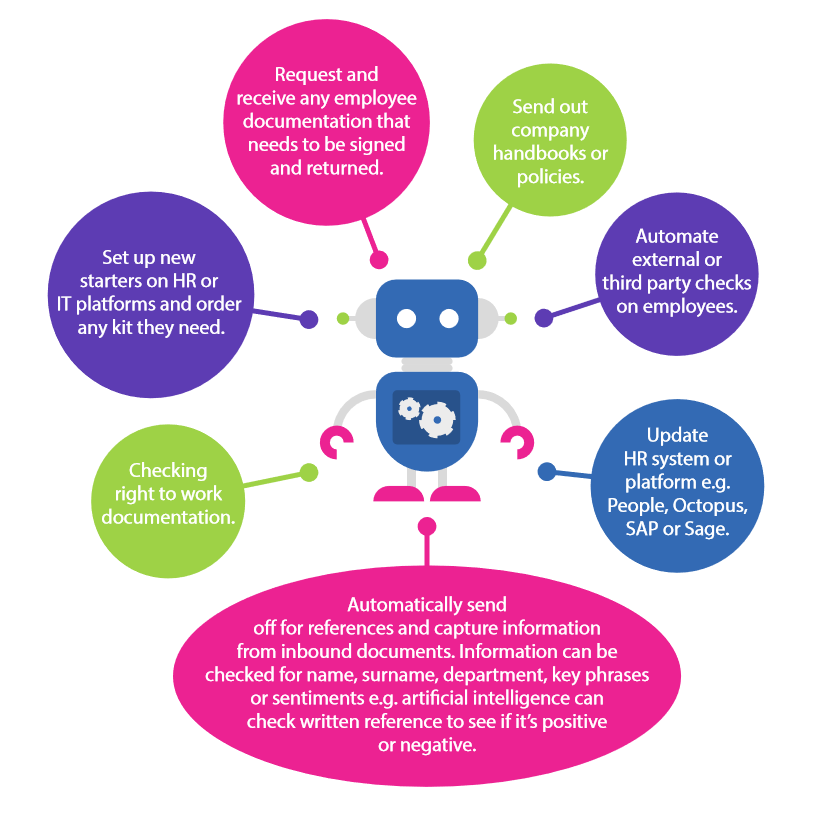 Request and
receive any employee
documentation that
needs to be signed
and returned.
Send out
company
handbooks or
policies.
Set up new
starters on HR or
IT platforms and order
any kit they need.
Automate
external or
third party checks
on employees.
Checking
right to work
documentation.
Update
HR system or
platform e.g.
People, Octopus,
SAP or Sage.
Automatically send
off for references and capture information
from inbound documents. Information can be
checked for name, surname, department, key phrases
or sentiments e.g. artificial intelligence can
check written reference to see if it’s positive
or negative.